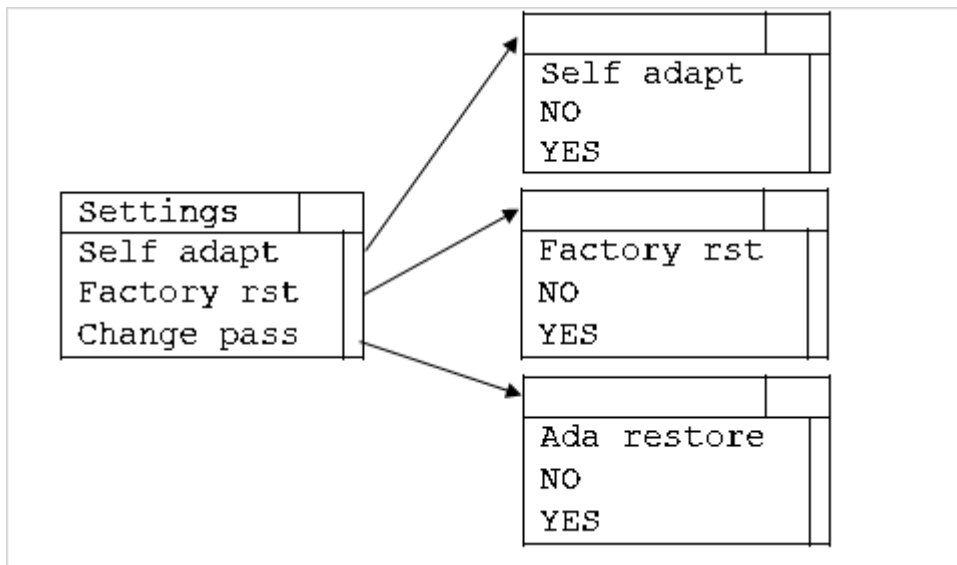 Settings
Self adapt
Factory rst
Change pass
Self adapt
NO
YES
Factory rst
NO
YES
Ada restore
NO
YES